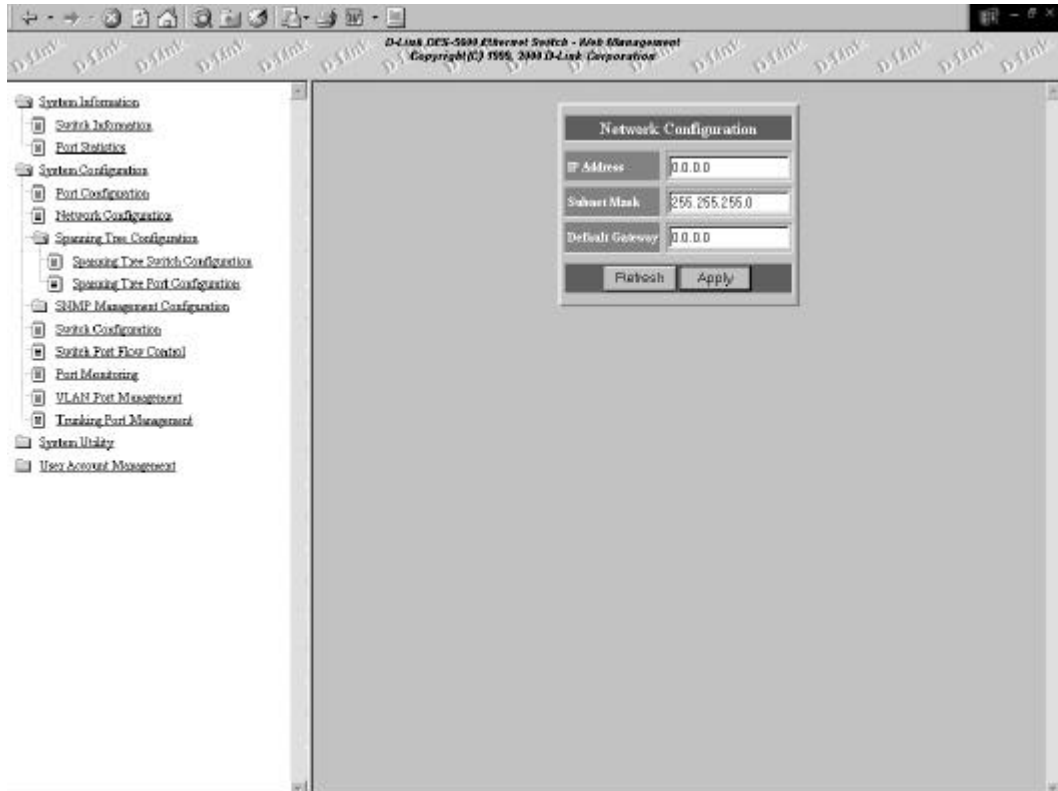 D-Link DES-5600 Ethernet Switch - Web Management
Copyright(C) 1999, 2000 D-Link Corporation
System Information
Switch Information
Port Statistics
System Configuration
Port Configuration
Network Configuration
Spanning Tree Configuration
Spanning Tree Switch Configuration
Spanning Tree Port Configuration
SNMP Management Configuration
Switch Configuration
Switch Port Flow Control
Port Monitoring
VLAN Port Management
Trunking Port Management
System Utility
User Account Management
Network Configuration
IP Address 0.0.0.0
Subnet Mask 255.255.255.0
Default Gateway 0.0.0.0
Refresh Apply